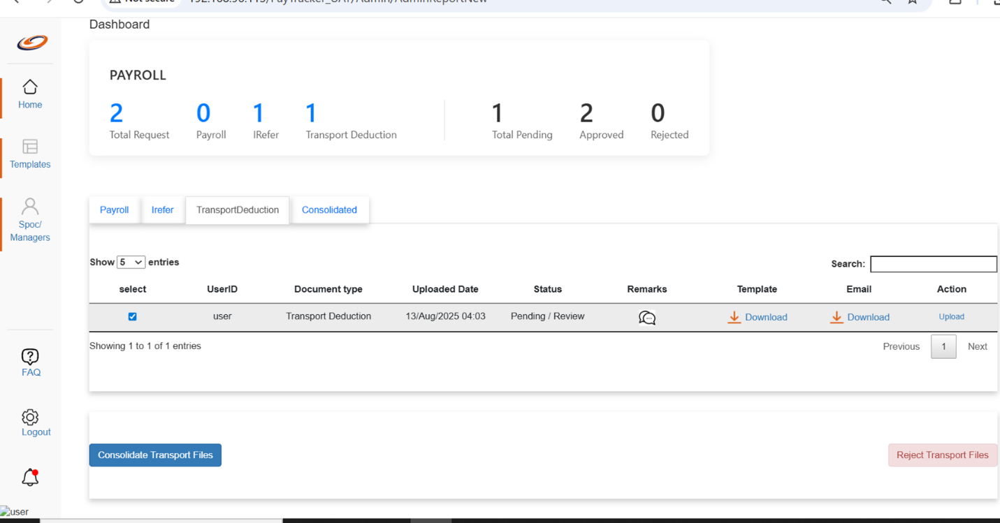 Not secure
Dashboard
PAYROLL
2 0 1 1 1 2 0
Total Request Payroll IRefer Transport Deduction Total Pending Approved Rejected
Home
Templates
Spoc/
Managers
Payroll Irefer TransportDeduction Consolidated
Show 5 entries Search:
select UserID Document type Uploaded Date Status Remarks Template Email Action
user Transport Deduction 13/Aug/2025 04:03 Pending / Review Download Download Upload
Showing 1 to 1 of 1 entries Previous 1 Next
FAQ
Logout
Consolidate Transport Files Reject Transport Files
user